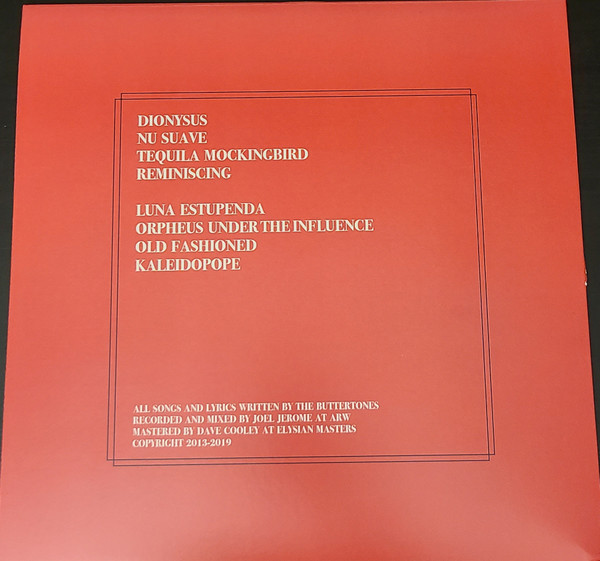 DIONYSUS
NU SUAVE
TEQUILA MOCKINGBIRD
REMINISCING
LUNA ESTUPENDA
ORPHEUS UNDER THE INFLUENCE
OLD FASHIONED
KALEIDOPOPE
ALL SONGS AND LYRICS WRITTEN BY THE BUTTERTONES
RECORDED AND MIXED BY JOEL JEROME AT ARW
MASTERED BY DAVE COOLEY AT ELYSIAN MASTERS
COPYRIGHT 2013-2019